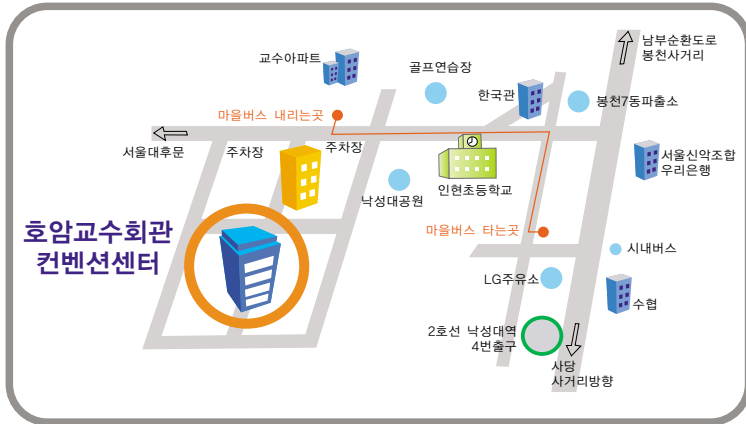 남부순환도로
봉천사거리
교수아파트
골프연습장
한국관
봉천7동파출소
마을버스 내리는곳
서울대후문
주차장
주차장
인현초등학교
서울신악조합
우리은행
낙성대공원
호암교수회관
컨벤션센터
마을버스 타는곳
시내버스
LG주유소
수협
2호선 낙성대역
4번출구
사당
사거리방향